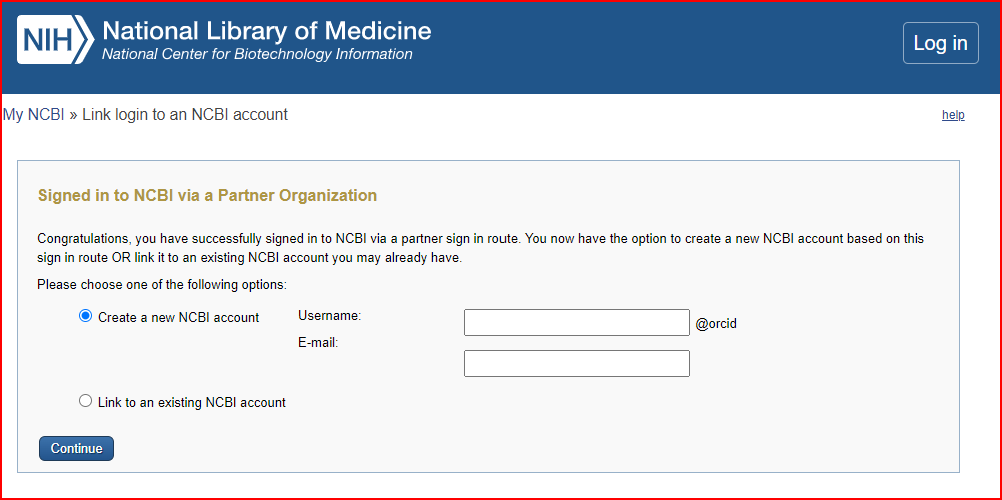 NIH National Library of Medicine
National Center for Biotechnology Information
Log in
My NCBI » Link login to an NCBI account
help
Signed in to NCBI via a Partner Organization
Congratulations, you have successfully signed in to NCBI via a partner sign in route. You now have the option to create a new NCBI account based on this
sign in route OR link it to an existing NCBI account you may already have.
Please choose one of the following options:
Create a new NCBI account
Username:
@orcid
E-mail:
Link to an existing NCBI account
Continue